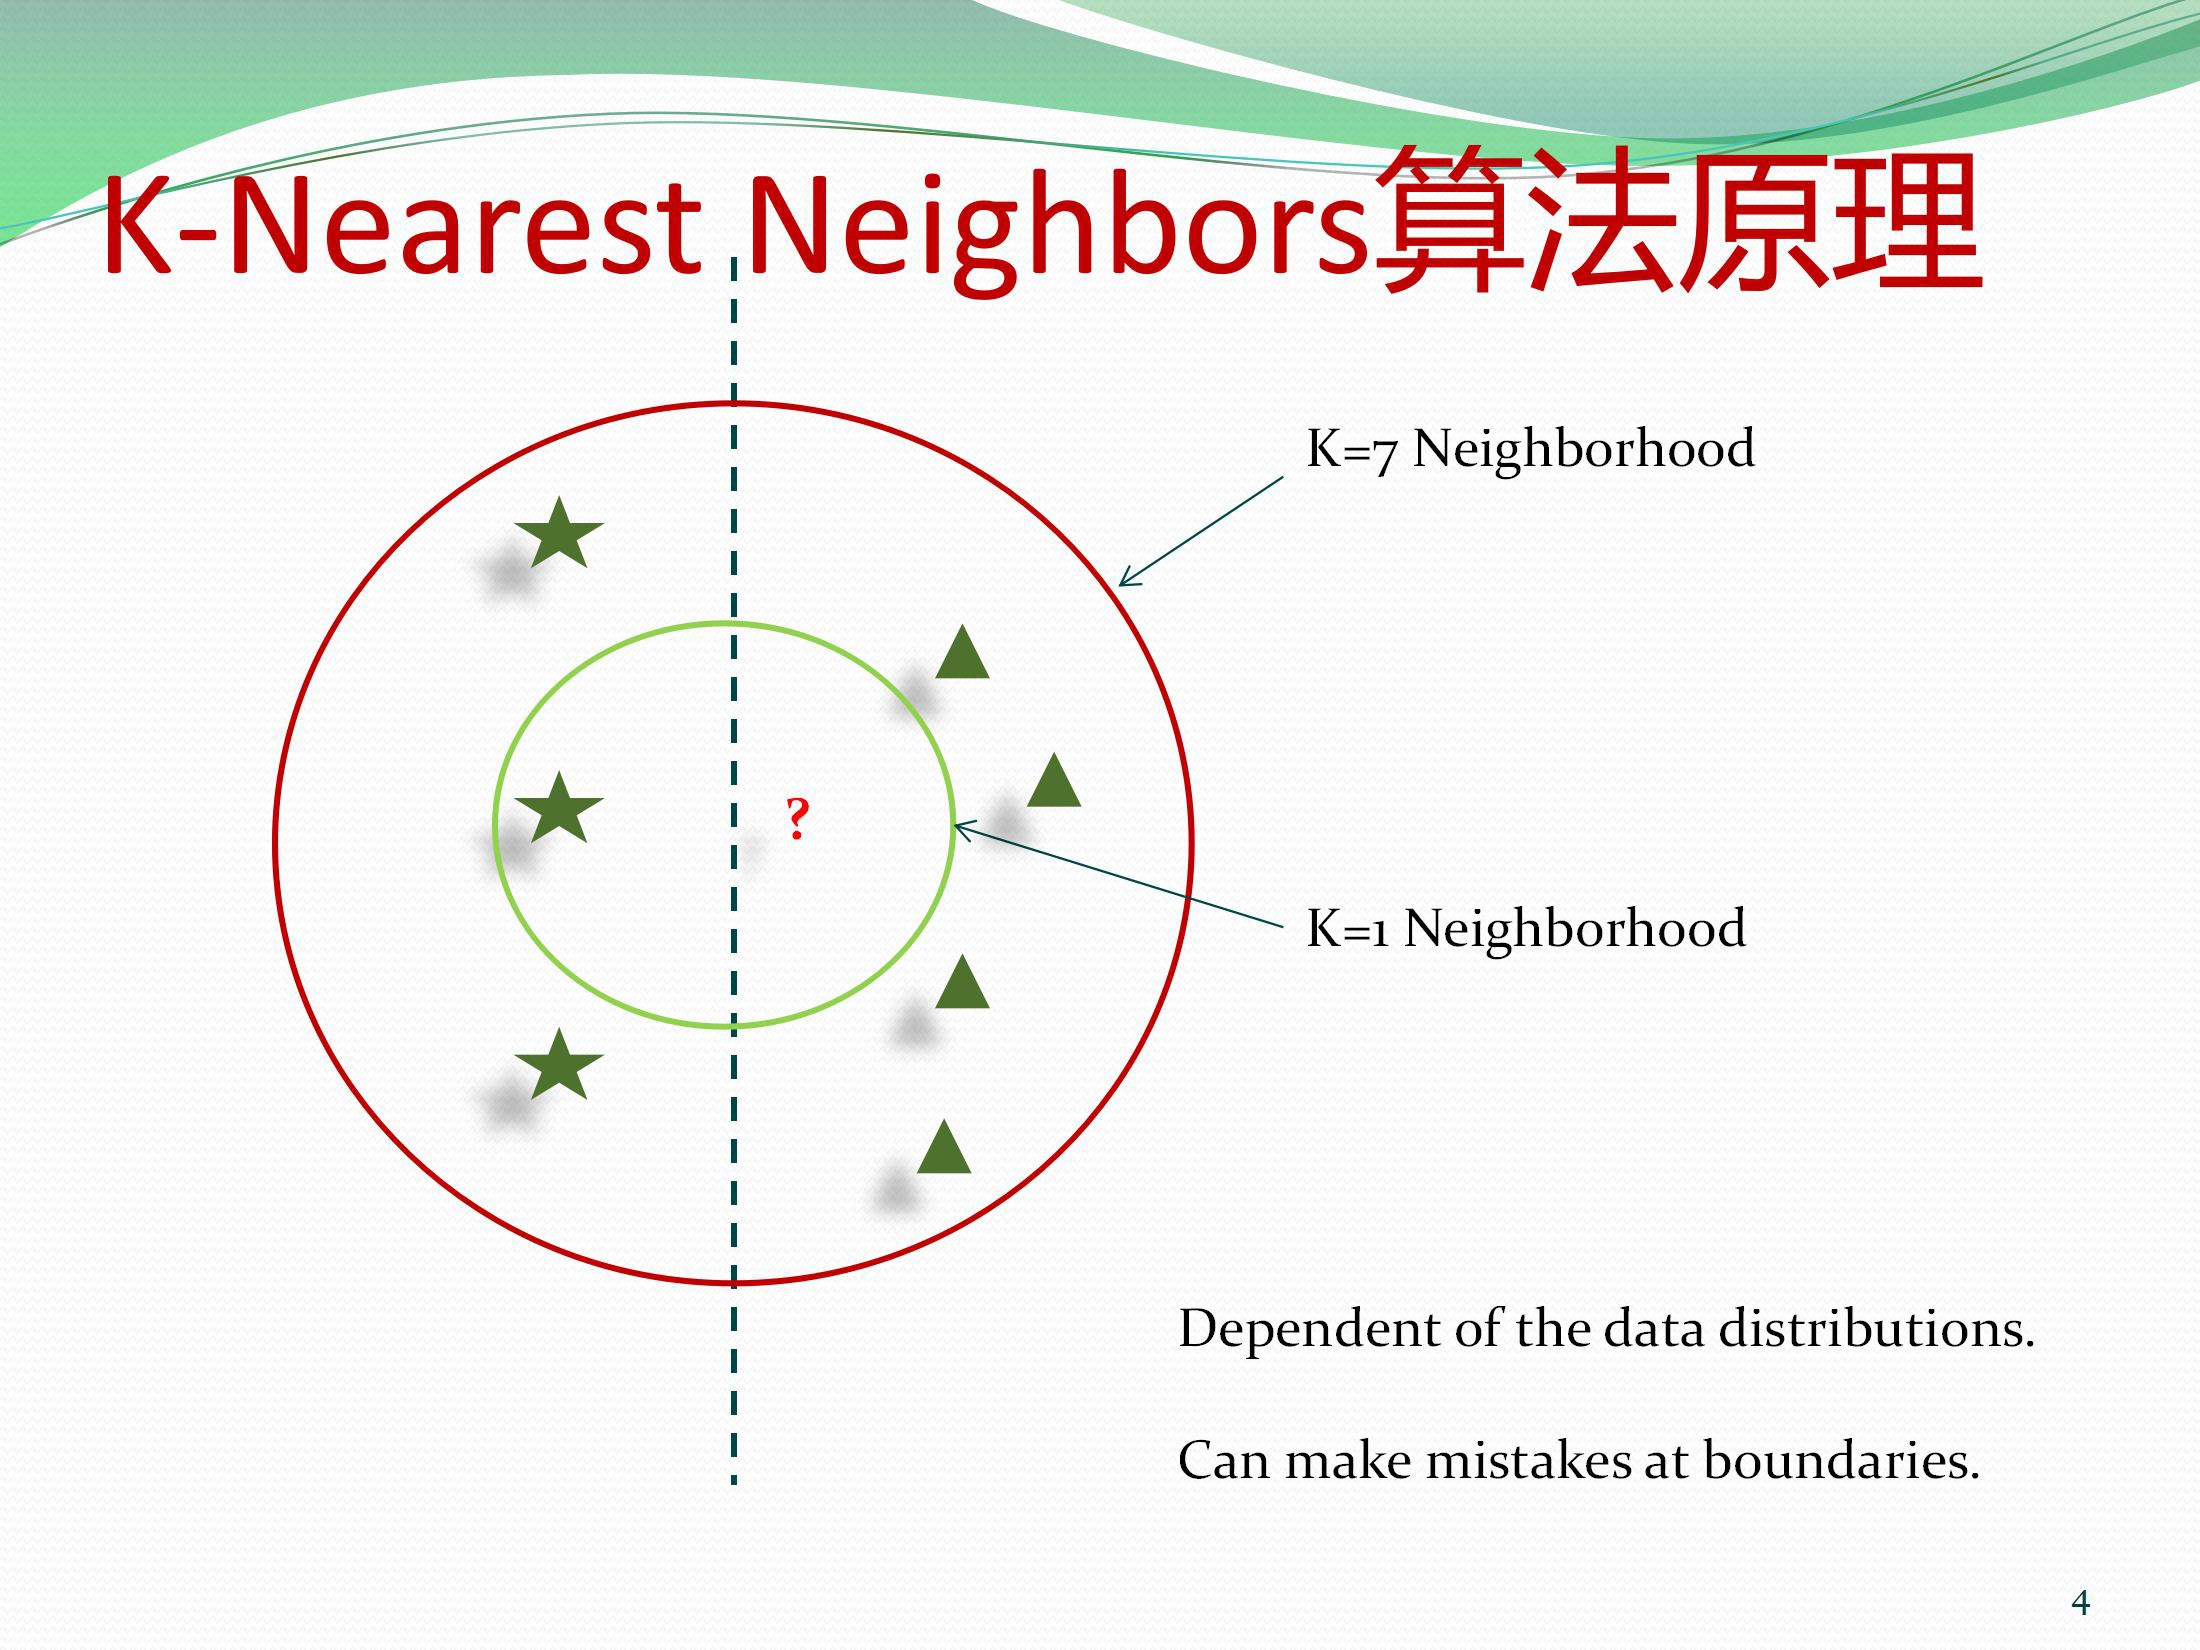 K-Nearest Neighbors算法原理
K=7 Neighborhood
?
K=1 Neighborhood
Dependent of the data distributions.
Can make mistakes at boundaries.
4